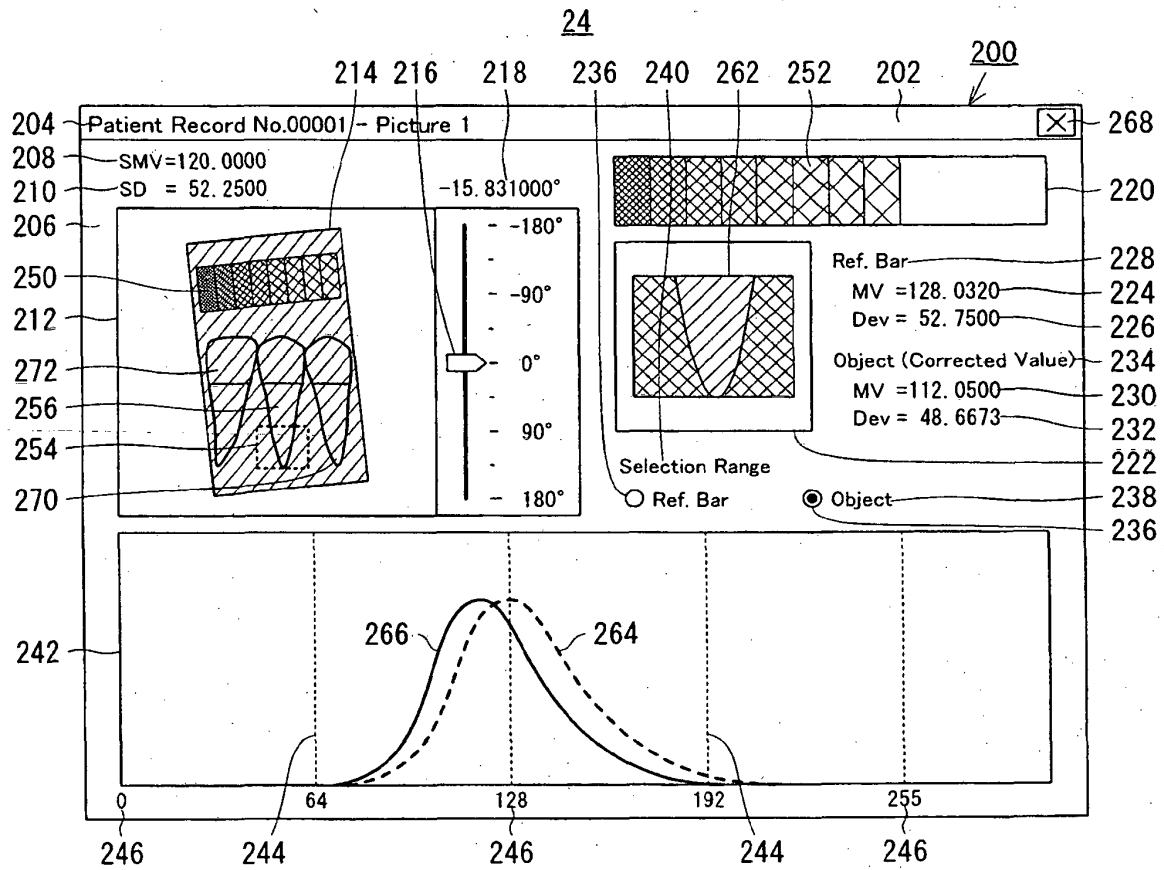 24
200
214 216 218 236 240 262 252 202
204 Patient Record No.00001 - Picture 1 268
208 SMV=120.0000
210 SD = 52.2500 -15.831000° 220
206 -180°
250 -90°
212 0°
272 90°
256 180°
254
270
Ref. Bar 228
MV =128.0320 224
Dev = 52.7500 226
Object (Corrected Value) 234
MV =112.0500 230
Dev = 48.6673 232
222
Selection Range
Ref. Bar Object 238
236
242 266 264
0 64 128 192 255
246 244 246 244 246